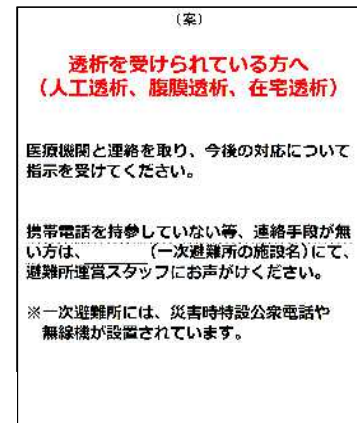 （案）
透析を受けられている方へ
（人工透析、腹膜透析、在宅透析）
医療機関と連絡を取り、今後の対応について
指示を受けてください。
携帯電話を持参していない等、連絡手段が無
い方は、　　　（一次避難所の施設名）にて、
避難所運営スタッフにお声がけください。
※一次避難所には、災害時特設公衆電話や
無線機が設置されています。